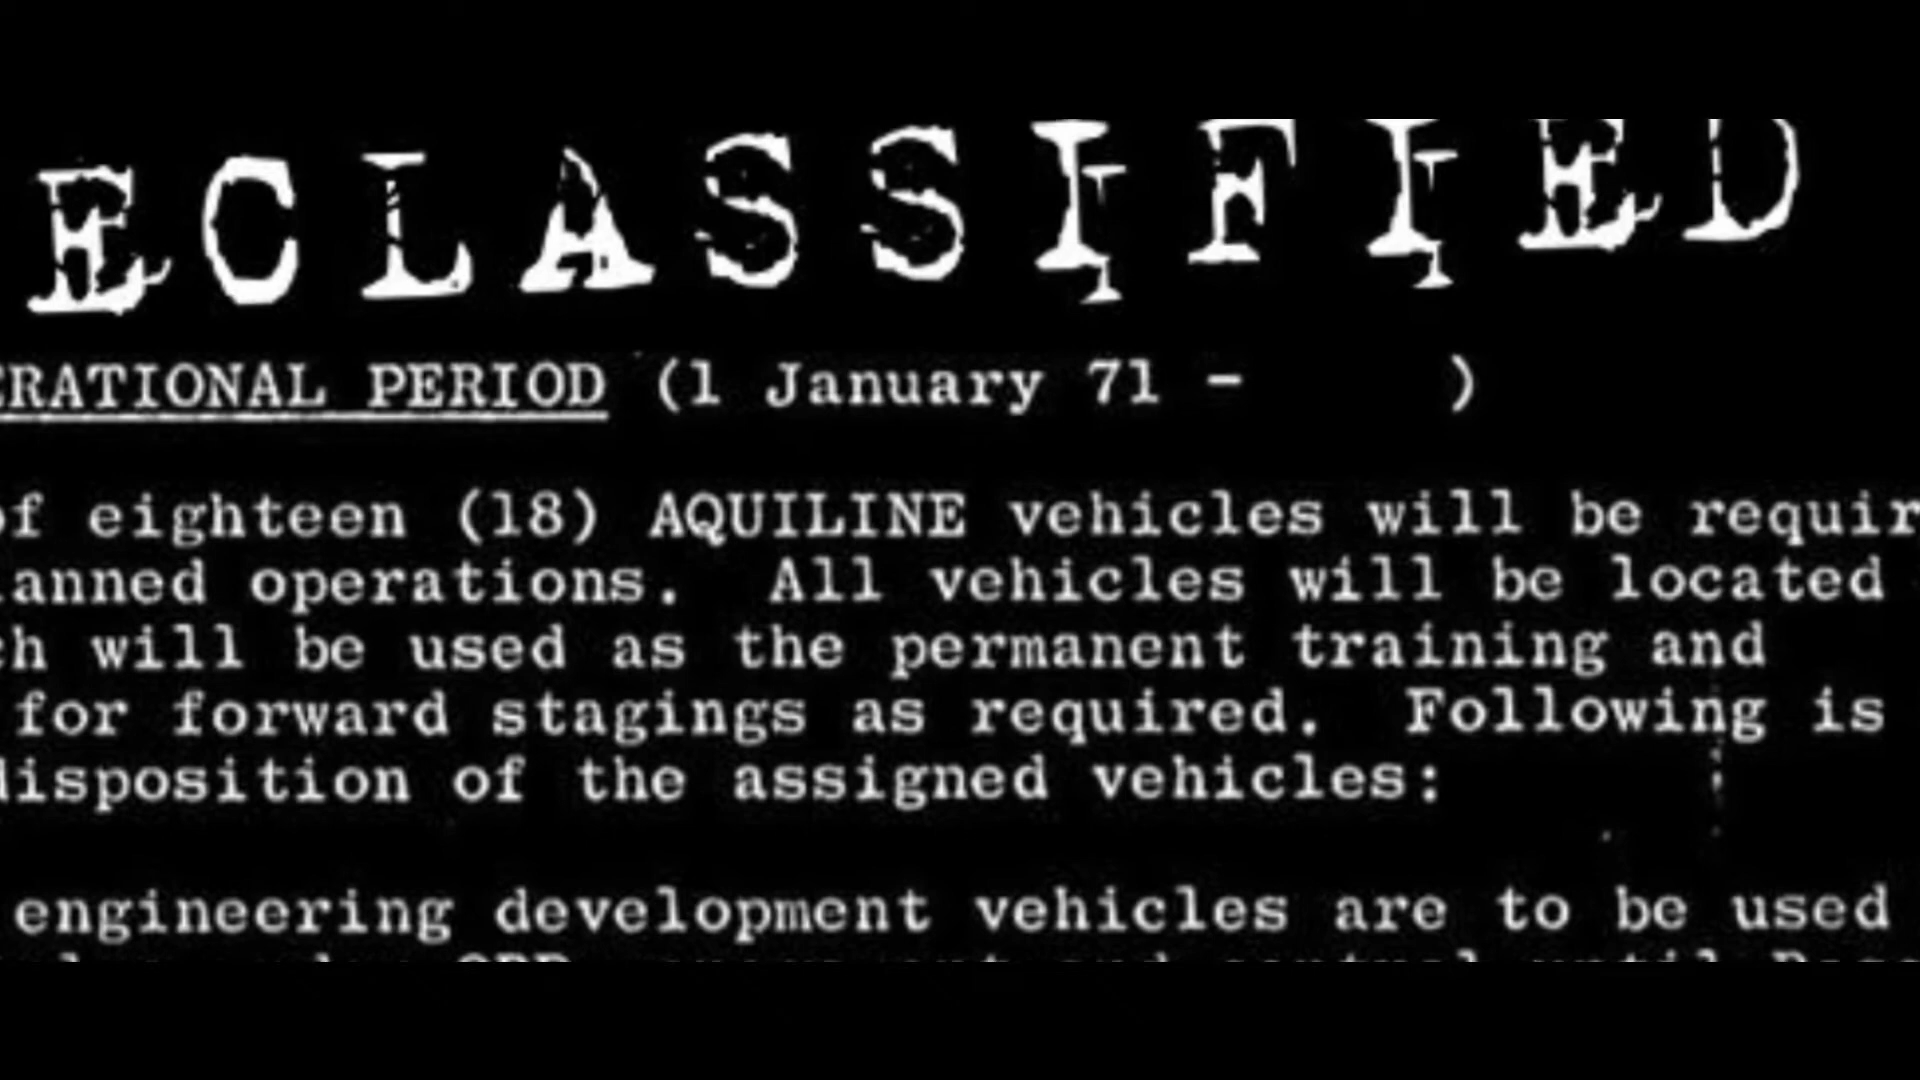 ECLASSIFIED
ERATIONAL PERIOD (1 January 71 - )
of eighteen (18) AQUILINE vehicles will be requir
lanned operations. All vehicles will be located
ch will be used as the permanent training and
for forward stagings as required. Following is
disposition of the assigned vehicles:
engineering development vehicles are to be used